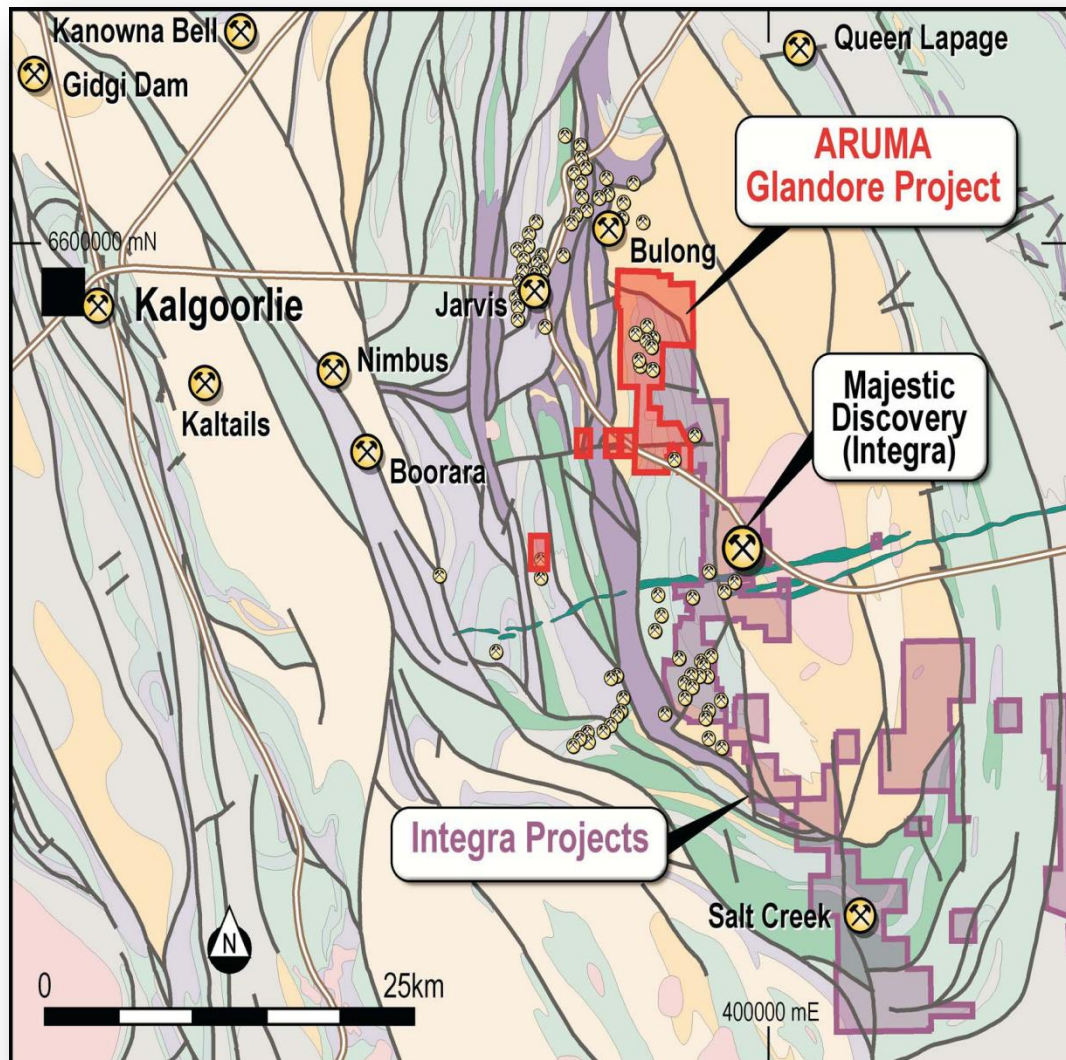 Kanowna Bell
Queen Lapage
Gidgi Dam
ARUMA
Glandore Project
6600000 mN
Bulong
Kalgoorlie
Jarvis
Nimbus
Majestic
Discovery
(Integra)
Kaltails
Boorara
Integra Projects
Salt Creek
N
0
25km
400000 mE